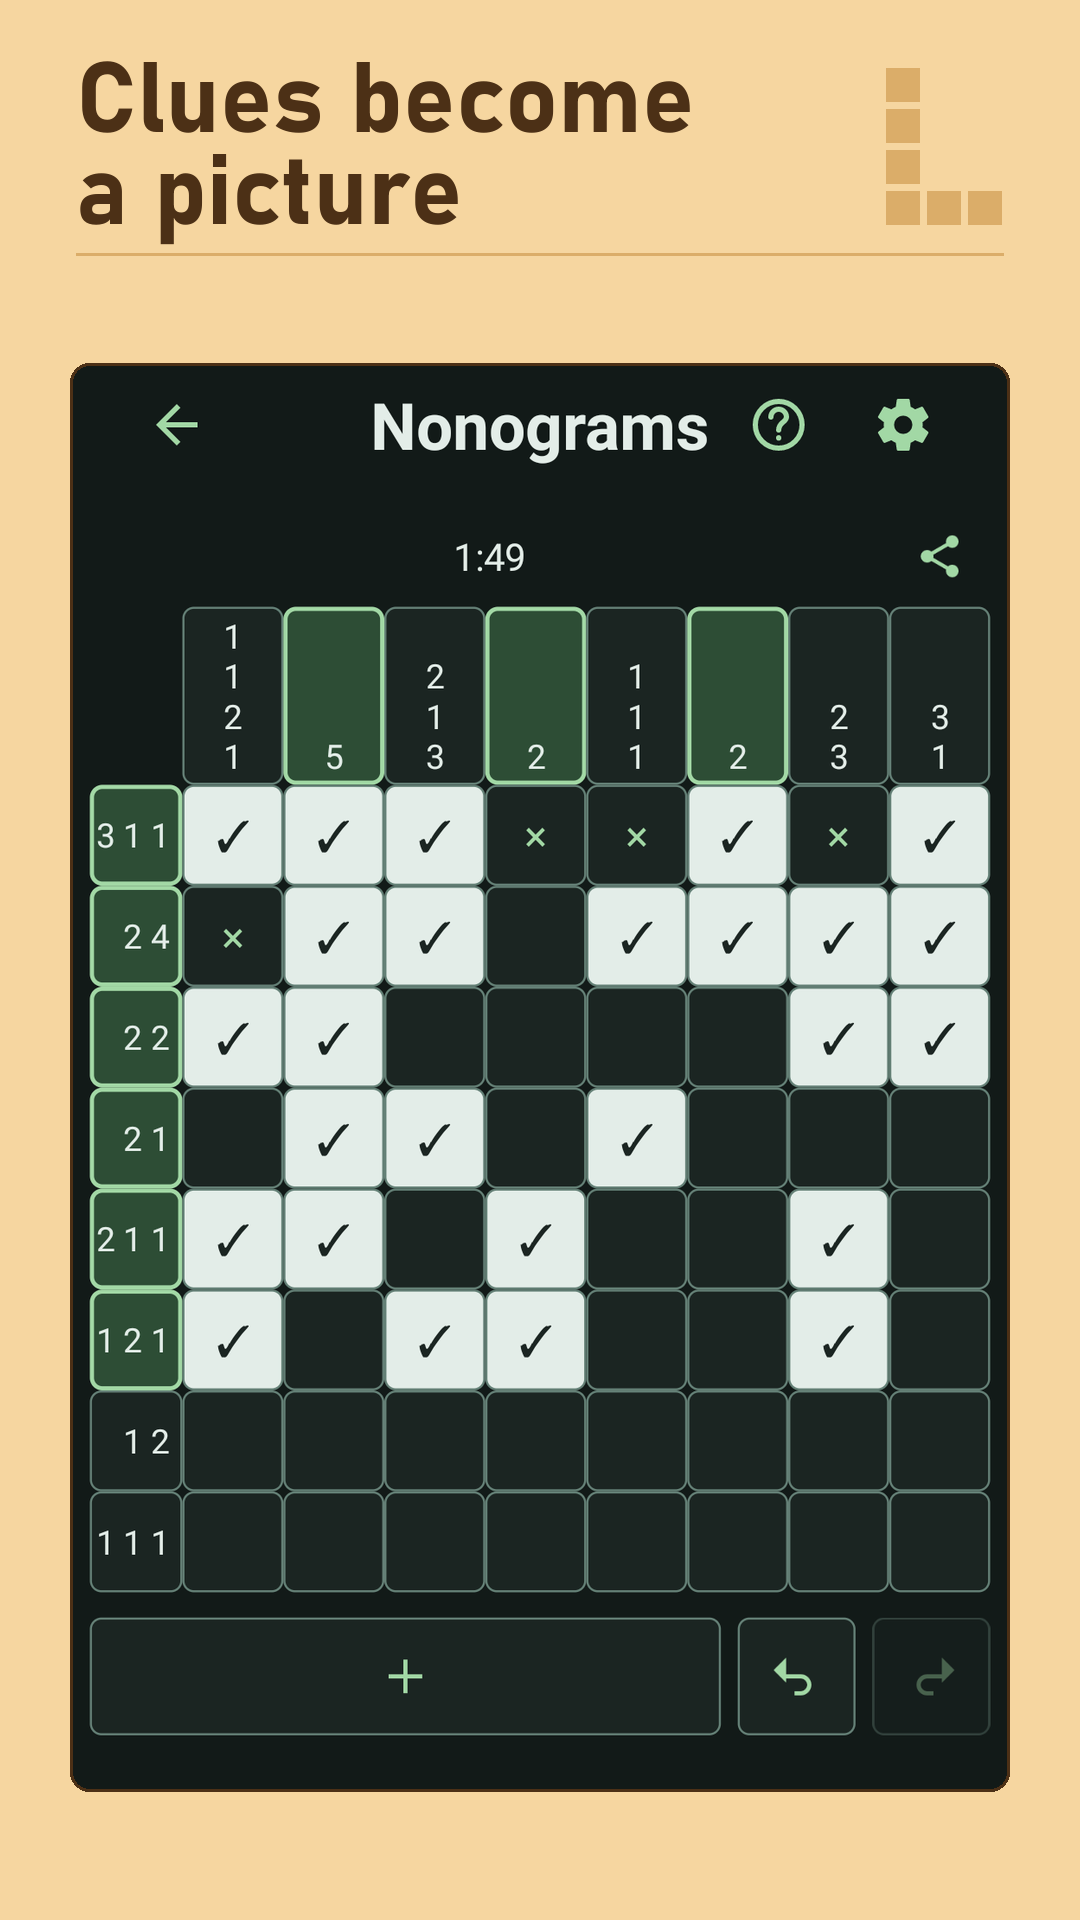 Clues become
a picture
Nonograms
1:49
1 1 2 1
5
2 1 3
2
1 1 1
2
2 3
3 1
3 1 1 ✓ ✓ ✓ × × ✓ × ✓
2 4 × ✓ ✓ ✓ ✓ ✓ ✓
2 2 ✓ ✓ ✓ ✓
2 1 ✓ ✓ ✓
2 1 1 ✓ ✓ ✓ ✓
1 2 1 ✓ ✓ ✓ ✓
1 2
1 1 1
+